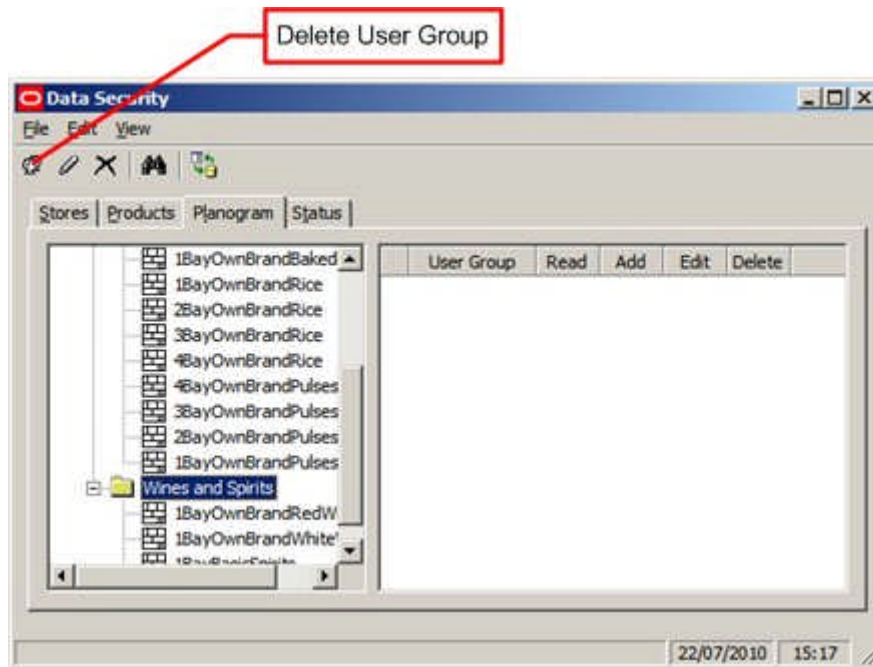 Delete User Group
Data Security
File Edit View
Stores Products Planogram Status
User Group Read Add Edit Delete
1BayOwnBrandBaked
1BayOwnBrandRice
2BayOwnBrandRice
3BayOwnBrandRice
4BayOwnBrandRice
4BayOwnBrandPulses
3BayOwnBrandPulses
2BayOwnBrandPulses
1BayOwnBrandPulses
Wines and Spirits
1BayOwnBrandRedW
1BayOwnBrandWhite
1BayBasicSpirits
22/07/2010 15:17